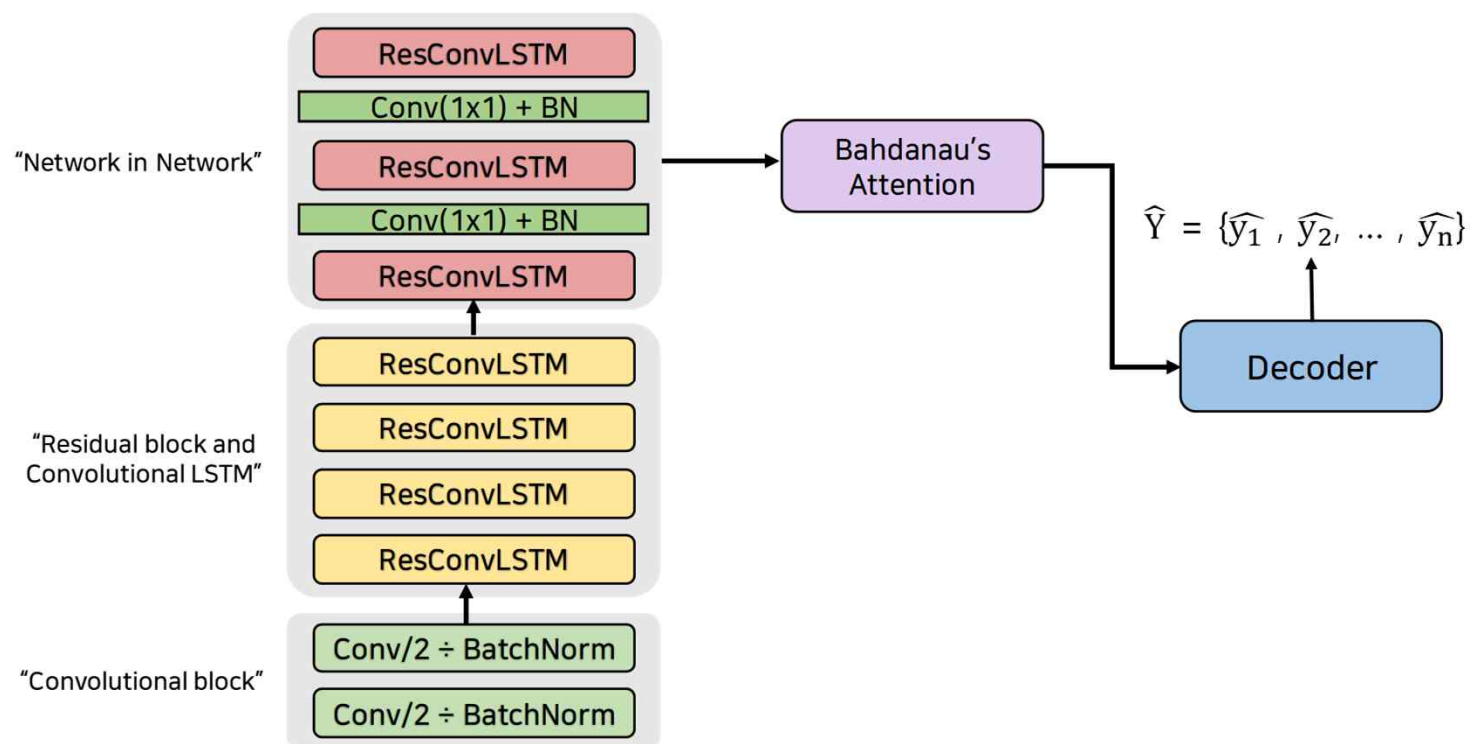 ResConvLSTM
Conv(1x1) + BN
"Network in Network"
ResConvLSTM
Conv(1x1) + BN
ResConvLSTM
"Residual block and
Convolutional LSTM"
ResConvLSTM
ResConvLSTM
ResConvLSTM
ResConvLSTM
"Convolutional block"
Conv/2 ÷ BatchNorm
Conv/2 ÷ BatchNorm
Bahdanau's
Attention
Ŷ = {ŷ₁ , ŷ₂, ... , ŷₙ}
Decoder